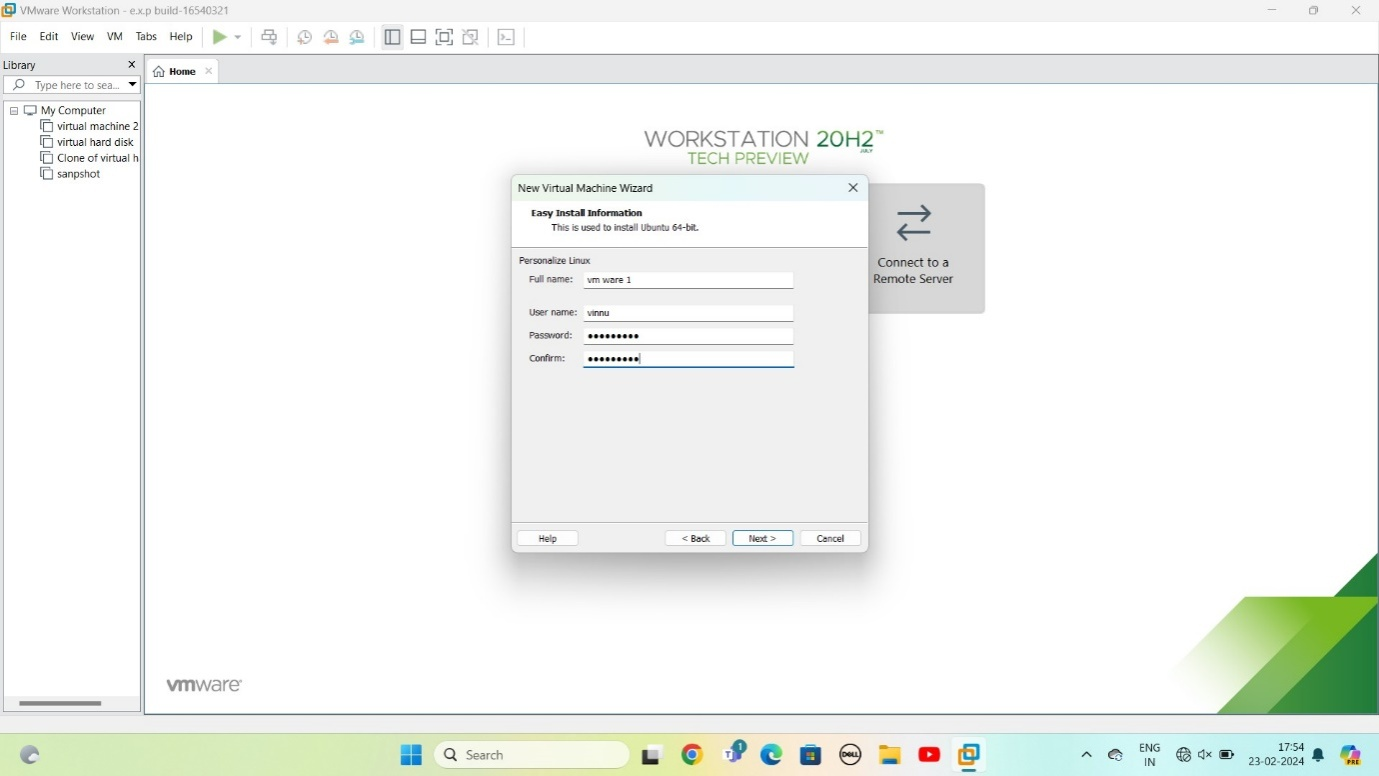 VMware Workstation - e.x.p build-16540321
File Edit View VM Tabs Help
Library
Type here to sea...
Home
My Computer
virtual machine 2
virtual hard disk
Clone of virtual h
sanpshot
WORKSTATION 20H2™
JULY
TECH PREVIEW
New Virtual Machine Wizard
Easy Install Information
This is used to install Ubuntu 64-bit.
Personalize Linux
Full name: vm ware 1
User name: vinnu
Password: •••••••••
Confirm: •••••••••
Help < Back Next > Cancel
Connect to a
Remote Server
vmware®
Search
1
DELL
ENG
IN
17:54
23-02-2024
PRE